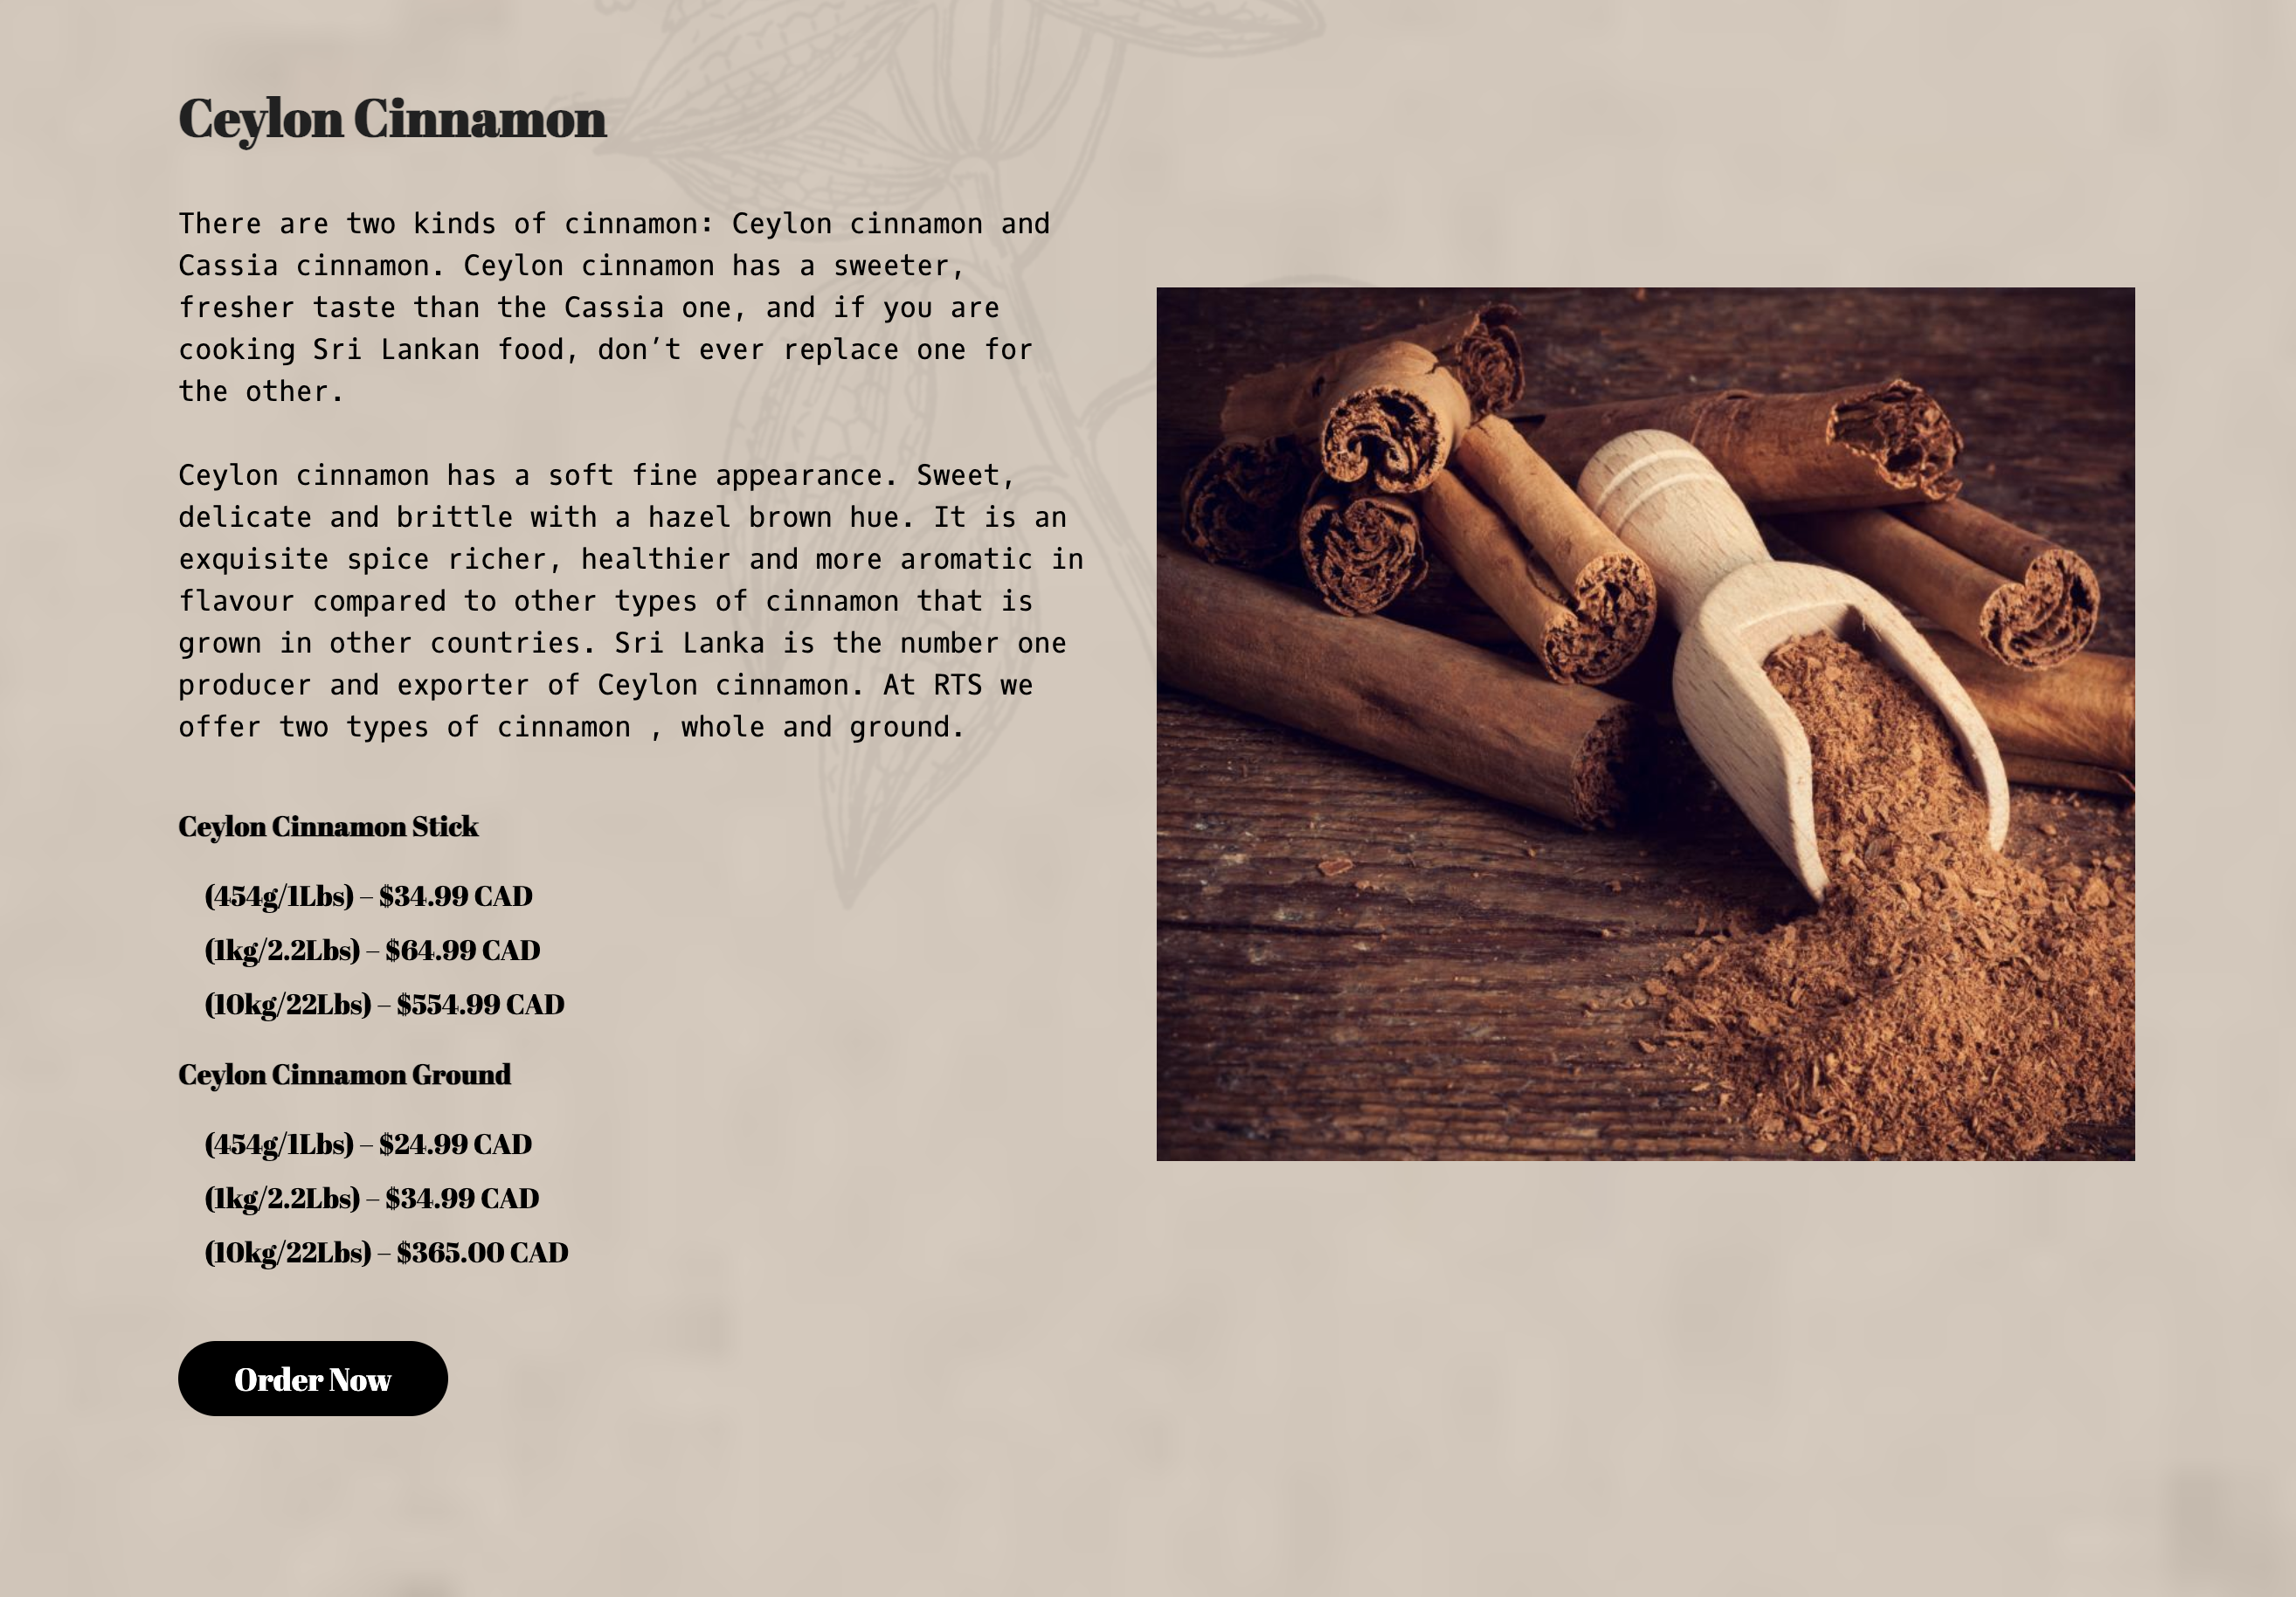 Ceylon Cinnamon
There are two kinds of cinnamon: Ceylon cinnamon and
Cassia cinnamon. Ceylon cinnamon has a sweeter,
fresher taste than the Cassia one, and if you are
cooking Sri Lankan food, don’t ever replace one for
the other.
Ceylon cinnamon has a soft fine appearance. Sweet,
delicate and brittle with a hazel brown hue. It is an
exquisite spice richer, healthier and more aromatic in
flavour compared to other types of cinnamon that is
grown in other countries. Sri Lanka is the number one
producer and exporter of Ceylon cinnamon. At RTS we
offer two types of cinnamon , whole and ground.
Ceylon Cinnamon Stick
(454g/1Lbs) – $34.99 CAD
(1kg/2.2Lbs) – $64.99 CAD
(10kg/22Lbs) – $554.99 CAD
Ceylon Cinnamon Ground
(454g/1Lbs) – $24.99 CAD
(1kg/2.2Lbs) – $34.99 CAD
(10kg/22Lbs) – $365.00 CAD
Order Now